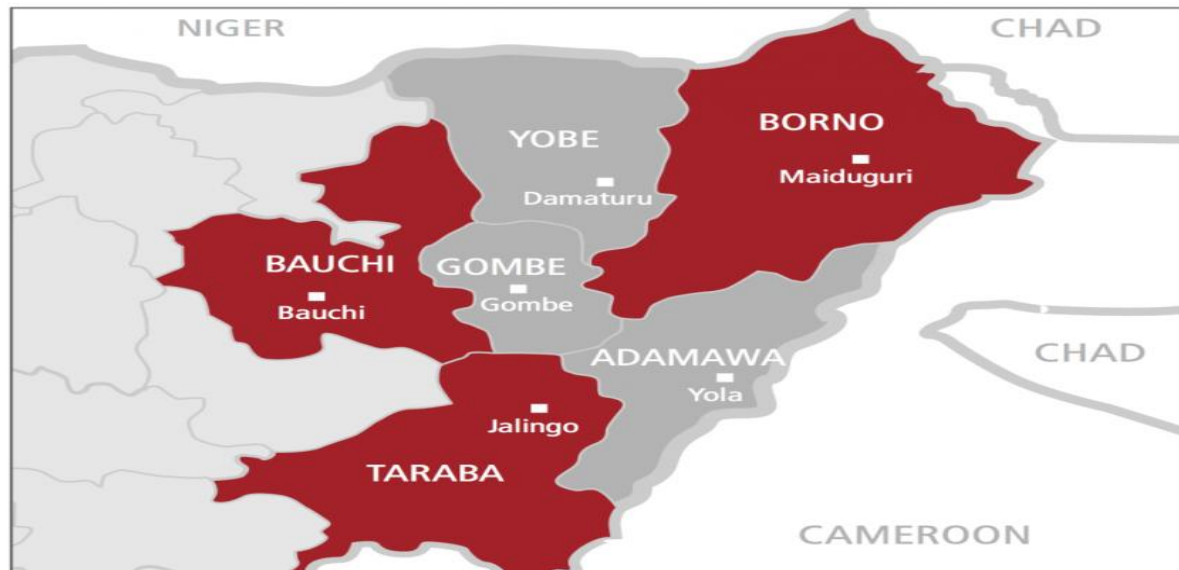 NIGER
CHAD
BORNO
YOBE
Maiduguri
Damaturu
BAUCHI
GOMBE
Bauchi
Gombe
ADAMAWA
CHAD
Yola
Jalingo
TARABA
CAMEROON